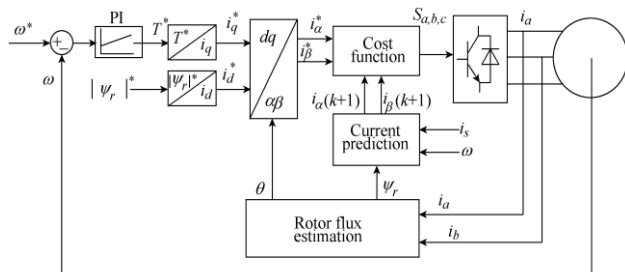 ω*
+
−
ω
PI
T*
T*
i_q
i_q*
|ψ_r|*
|ψ_r|*
i_d
i_d*
dq
αβ
i_α*
i_β*
Cost
function
S_a,b,c
i_a
i_b
i_α(k+1)
i_β(k+1)
Current
prediction
i_s
ω
θ
ψ_r
Rotor flux
estimation
i_a
i_b